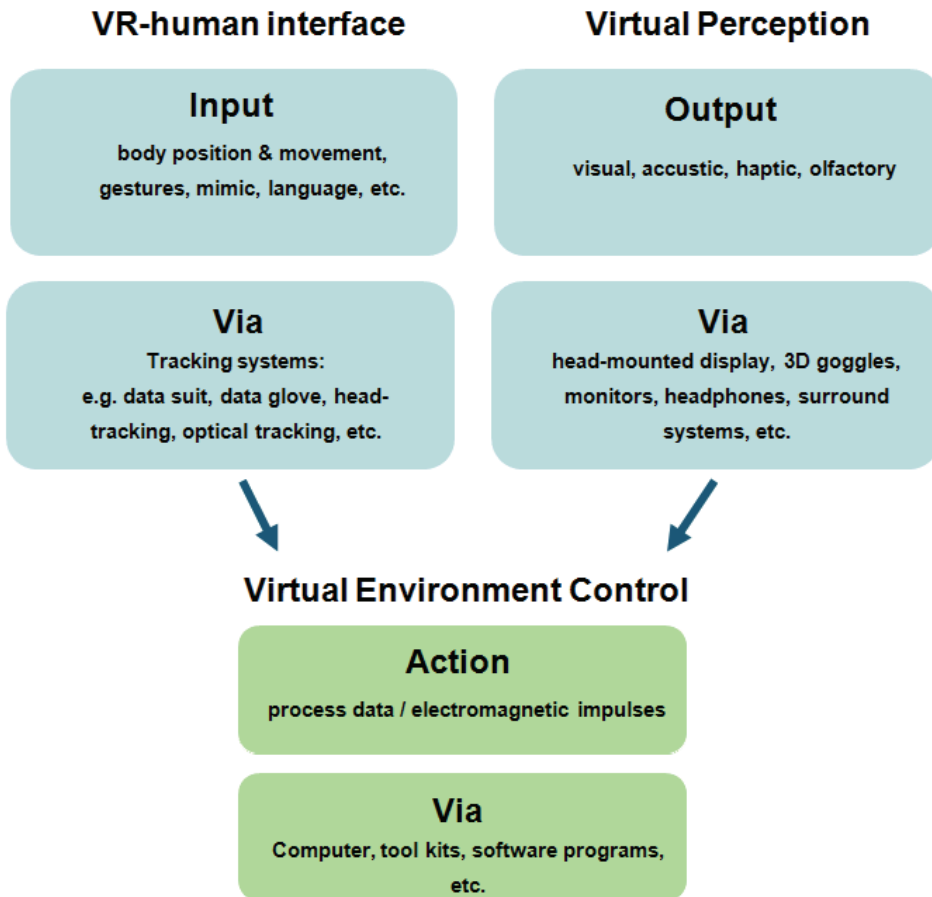 VR-human interface
Input
body position & movement,
gestures, mimic, language, etc.
Via
Tracking systems:
e.g. data suit, data glove, head-
tracking, optical tracking, etc.
Virtual Perception
Output
visual, accustic, haptic, olfactory
Via
head-mounted display, 3D goggles,
monitors, headphones, surround
systems, etc.
Virtual Environment Control
Action
process data / electromagnetic impulses
Via
Computer, tool kits, software programs,
etc.